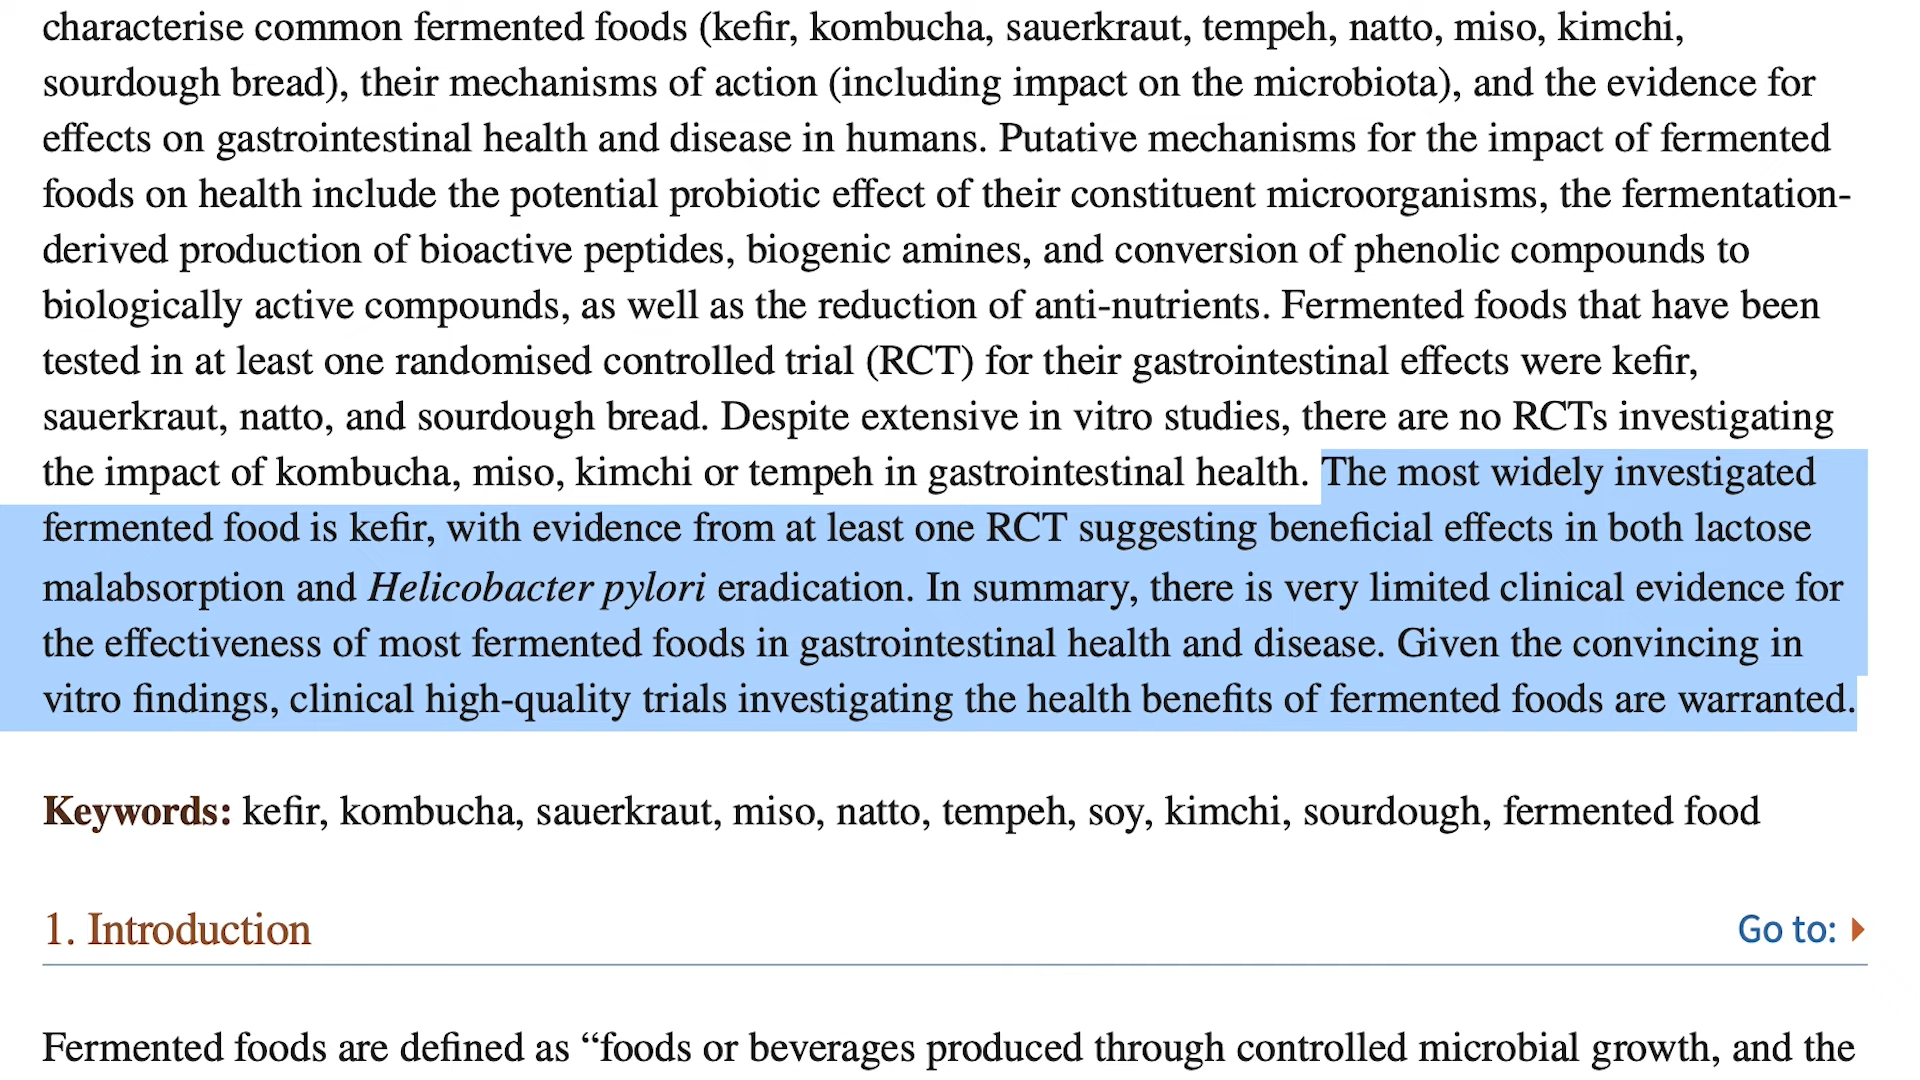 characterise common fermented foods (kefir, kombucha, sauerkraut, tempeh, natto, miso, kimchi,
sourdough bread), their mechanisms of action (including impact on the microbiota), and the evidence for
effects on gastrointestinal health and disease in humans. Putative mechanisms for the impact of fermented
foods on health include the potential probiotic effect of their constituent microorganisms, the fermentation-
derived production of bioactive peptides, biogenic amines, and conversion of phenolic compounds to
biologically active compounds, as well as the reduction of anti-nutrients. Fermented foods that have been
tested in at least one randomised controlled trial (RCT) for their gastrointestinal effects were kefir,
sauerkraut, natto, and sourdough bread. Despite extensive in vitro studies, there are no RCTs investigating
the impact of kombucha, miso, kimchi or tempeh in gastrointestinal health. The most widely investigated
fermented food is kefir, with evidence from at least one RCT suggesting beneficial effects in both lactose
malabsorption and Helicobacter pylori eradication. In summary, there is very limited clinical evidence for
the effectiveness of most fermented foods in gastrointestinal health and disease. Given the convincing in
vitro findings, clinical high-quality trials investigating the health benefits of fermented foods are warranted.
Keywords: kefir, kombucha, sauerkraut, miso, natto, tempeh, soy, kimchi, sourdough, fermented food
1. Introduction
Go to:
Fermented foods are defined as “foods or beverages produced through controlled microbial growth, and the